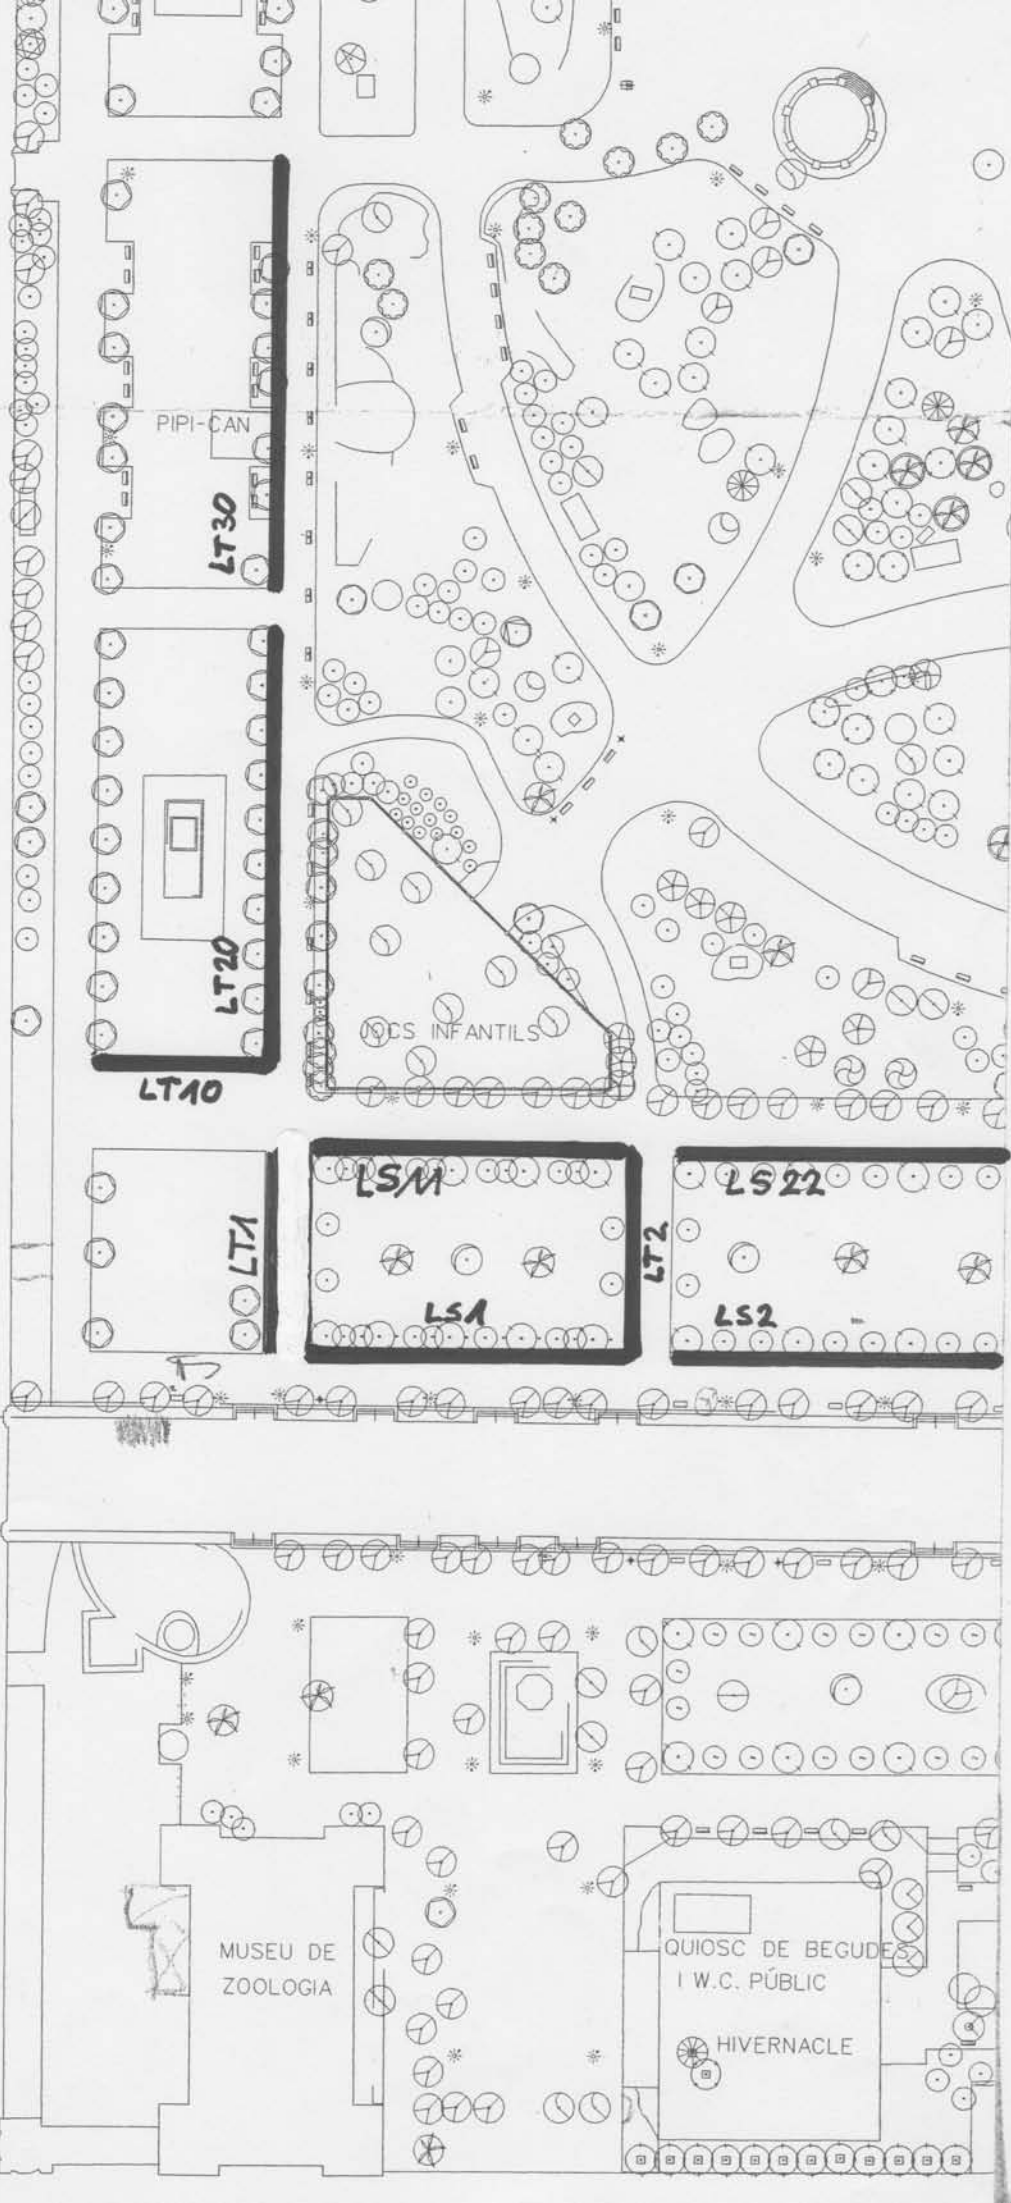 PIPI-CAN
LT30
LT20
JOCS INFANTILS
LT10
LS11
LS22
LT1
LT2
LS1
LS2
MUSEU DE
ZOOLOGIA
QUIOSC DE BEGUDES
I W.C. PÚBLIC
HIVERNACLE